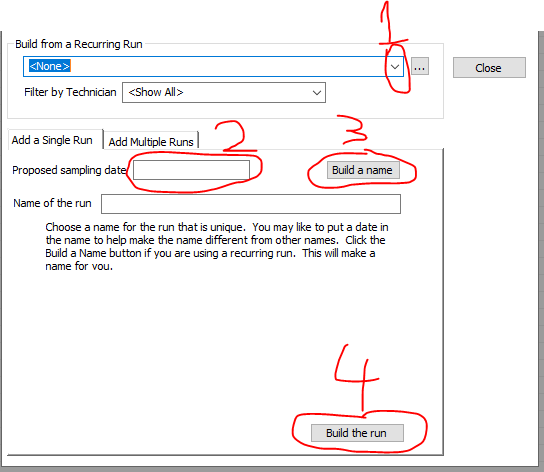 1
Build from a Recurring Run
<None>
...
Close
Filter by Technician
<Show All>
Add a Single Run
Add Multiple Runs
2
3
Proposed sampling date
Build a name
Name of the run
Choose a name for the run that is unique. You may like to put a date in
the name to help make the name different from other names. Click the
Build a Name button if you are using a recurring run. This will make a
name for you.
4
Build the run